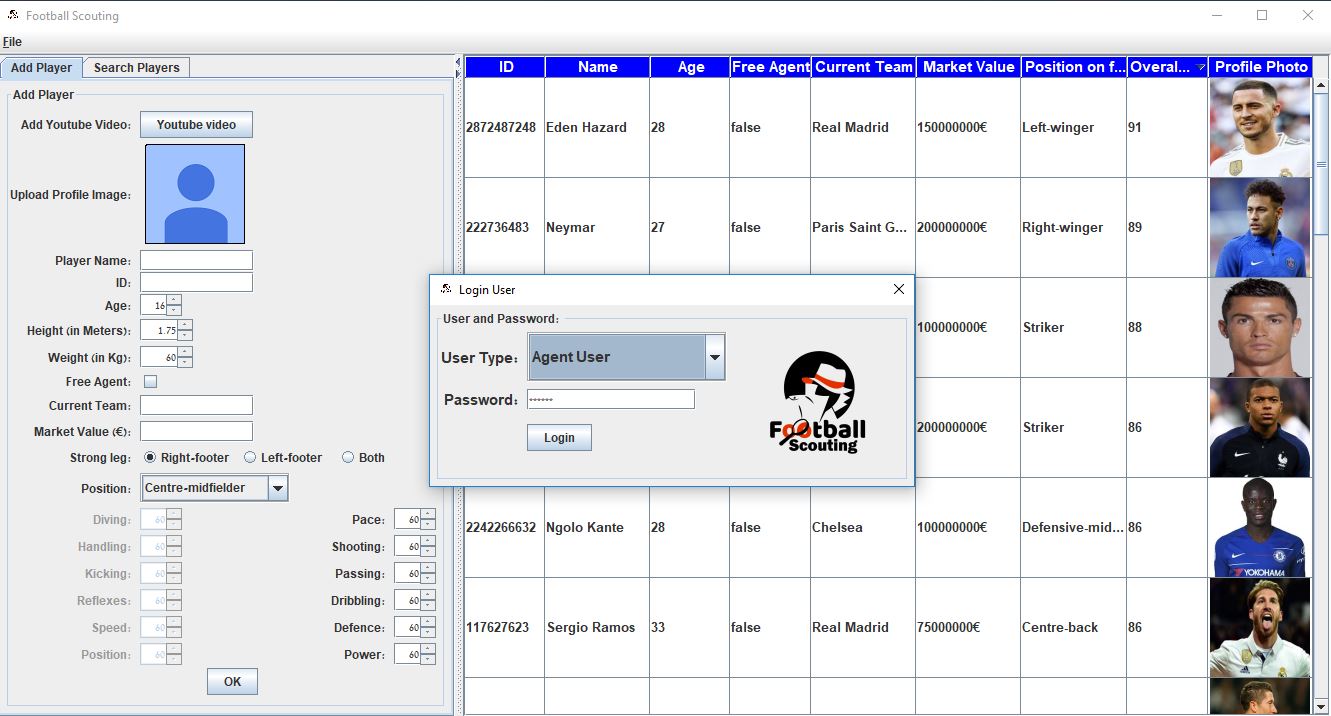 Football Scouting
File
Add Player
Search Players
Add Player
Add Youtube Video:
Youtube video
Upload Profile Image:
Player Name:
ID:
Age:
16
Height (in Meters):
1.75
Weight (in Kg):
60
Free Agent:
Current Team:
Market Value (€):
Strong leg:
Right-footer
Left-footer
Both
Position:
Centre-midfielder
Diving:
60
Pace:
60
Handling:
60
Shooting:
60
Kicking:
60
Passing:
60
Reflexes:
60
Dribbling:
60
Speed:
60
Defence:
60
Position:
60
Power:
60
OK
ID Name Age Free Agent Current Team Market Value Position on f... Overal... Profile Photo
2872487248 Eden Hazard 28 false Real Madrid 150000000€ Left-winger 91
222736483 Neymar 27 false Paris Saint G... 200000000€ Right-winger 89
100000000€ Striker 88
200000000€ Striker 86
2242266632 Ngolo Kante 28 false Chelsea 100000000€ Defensive-mid... 86
YOKOHAMA
117627623 Sergio Ramos 33 false Real Madrid 75000000€ Centre-back 86
Login User
User and Password:
User Type:
Agent User
Password:
Login
Football
Scouting